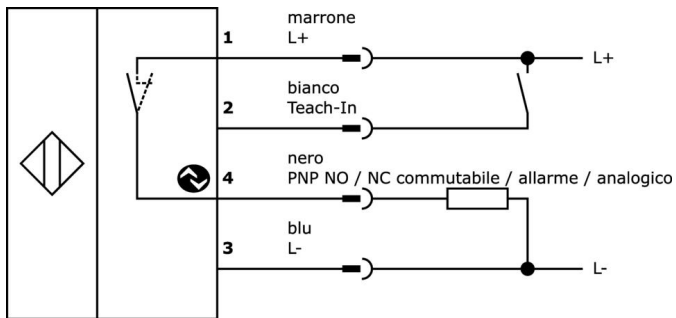 marrone
1 L+ L+
bianco
2 Teach-In
nero
4 PNP NO / NC commutabile / allarme / analogico
blu
3 L- L-